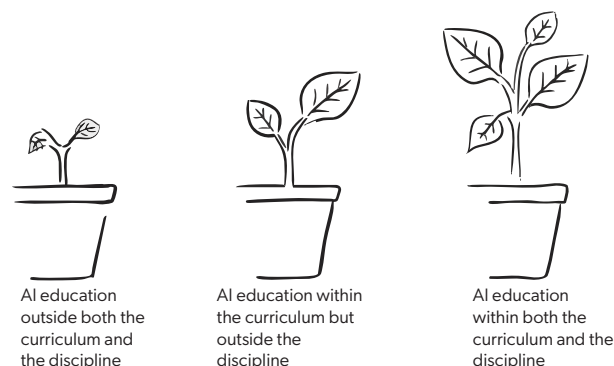 AI education
outside both the
curriculum and
the discipline
AI education within
the curriculum but
outside the
discipline
AI education
within both the
curriculum and the
discipline